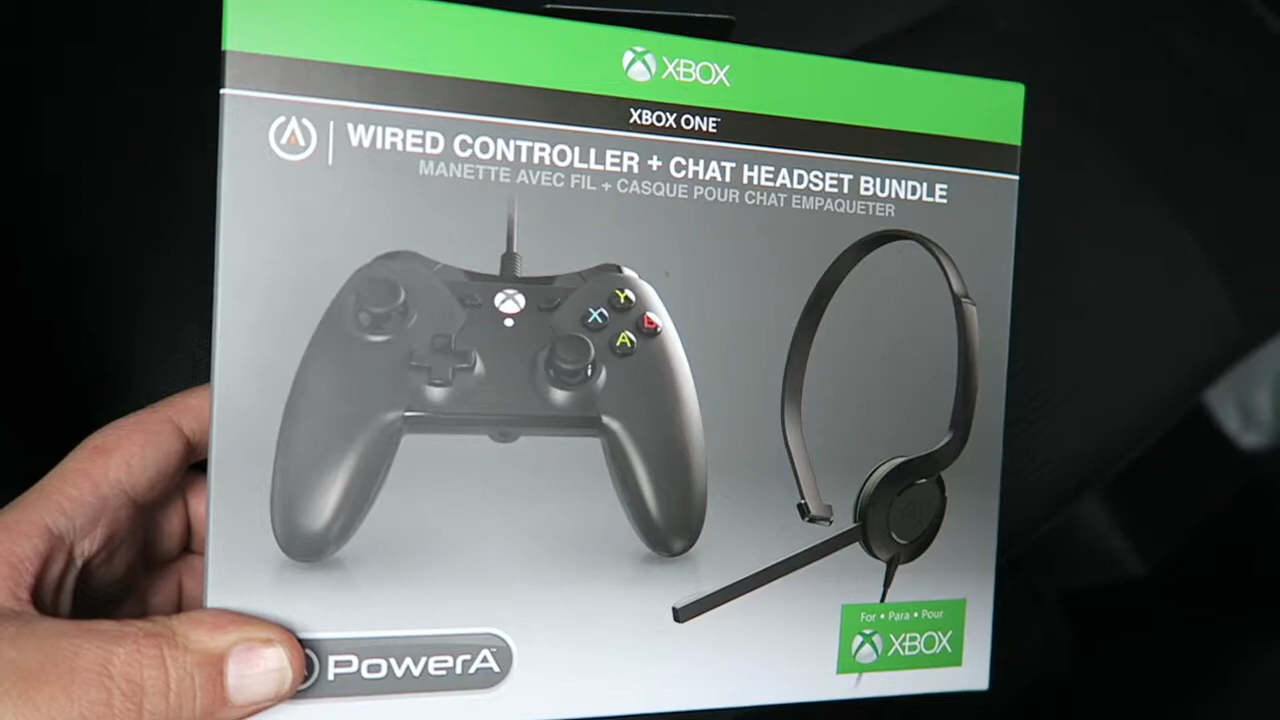 XBOX
XBOX ONE™
WIRED CONTROLLER + CHAT HEADSET BUNDLE
MANETTE AVEC FIL + CASQUE POUR CHAT EMPAQUETER
Y
X
B
A
For • Para • Pour
XBOX
POWERA